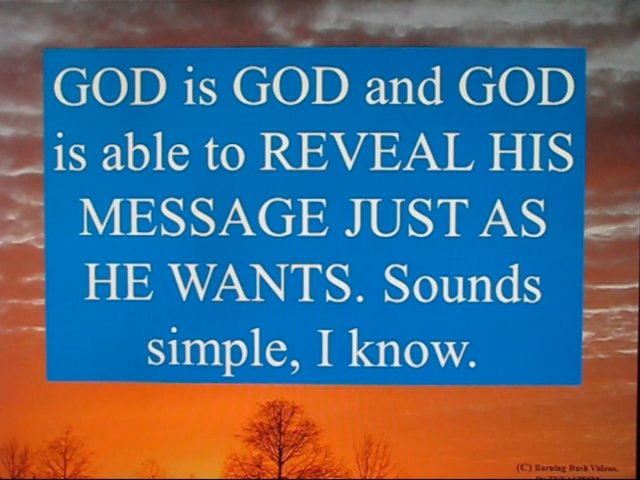 GOD is GOD and GOD
is able to REVEAL HIS
MESSAGE JUST AS
HE WANTS. Sounds
simple, I know.
(C) Burning Bush Videos.